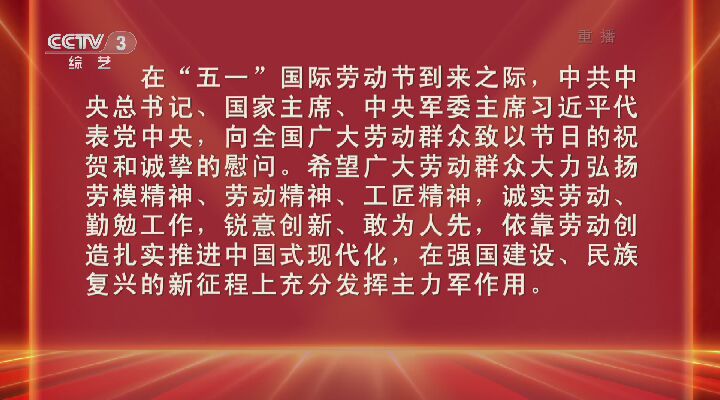 CCTV 3
综艺
重播
在“五一”国际劳动节到来之际，中共中
央总书记、国家主席、中央军委主席习近平代
表党中央，向全国广大劳动群众致以节日的祝
贺和诚挚的慰问。希望广大劳动群众大力弘扬
劳模精神、劳动精神、工匠精神，诚实劳动、
勤勉工作，锐意创新、敢为人先，依靠劳动创
造扎实推进中国式现代化，在强国建设、民族
复兴的新征程上充分发挥主力军作用。